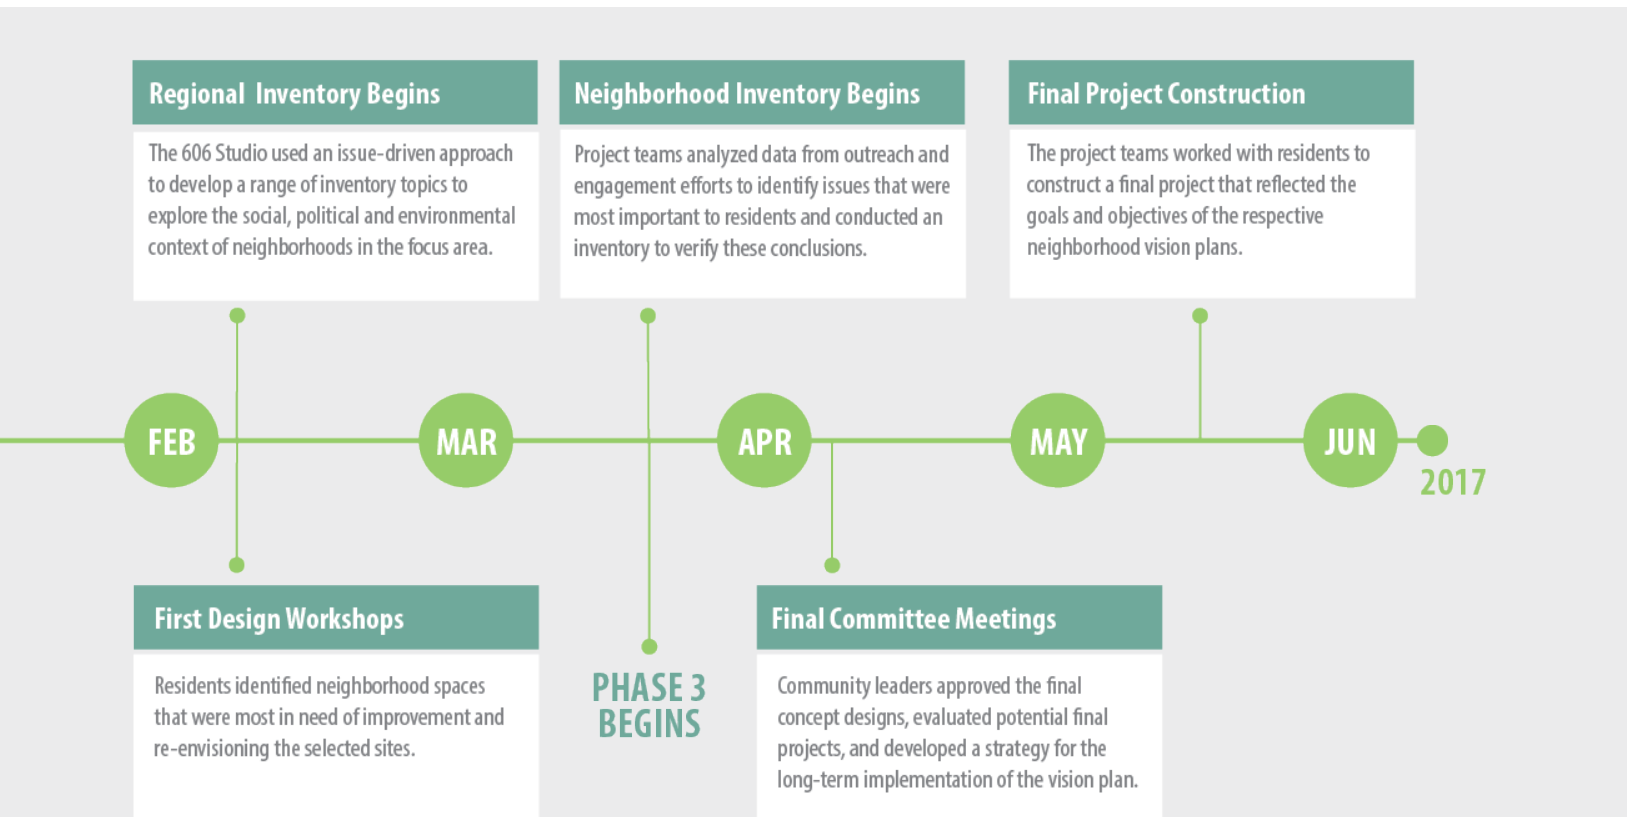 Regional Inventory Begins
The 606 Studio used an issue-driven approach
to develop a range of inventory topics to
explore the social, political and environmental
context of neighborhoods in the focus area.
Neighborhood Inventory Begins
Project teams analyzed data from outreach and
engagement efforts to identify issues that were
most important to residents and conducted an
inventory to verify these conclusions.
Final Project Construction
The project teams worked with residents to
construct a final project that reflected the
goals and objectives of the respective
neighborhood vision plans.
FEB
MAR
APR
MAY
JUN
2017
First Design Workshops
Residents identified neighborhood spaces
that were most in need of improvement and
re-envisioning the selected sites.
PHASE 3
BEGINS
Final Committee Meetings
Community leaders approved the final
concept designs, evaluated potential final
projects, and developed a strategy for the
long-term implementation of the vision plan.